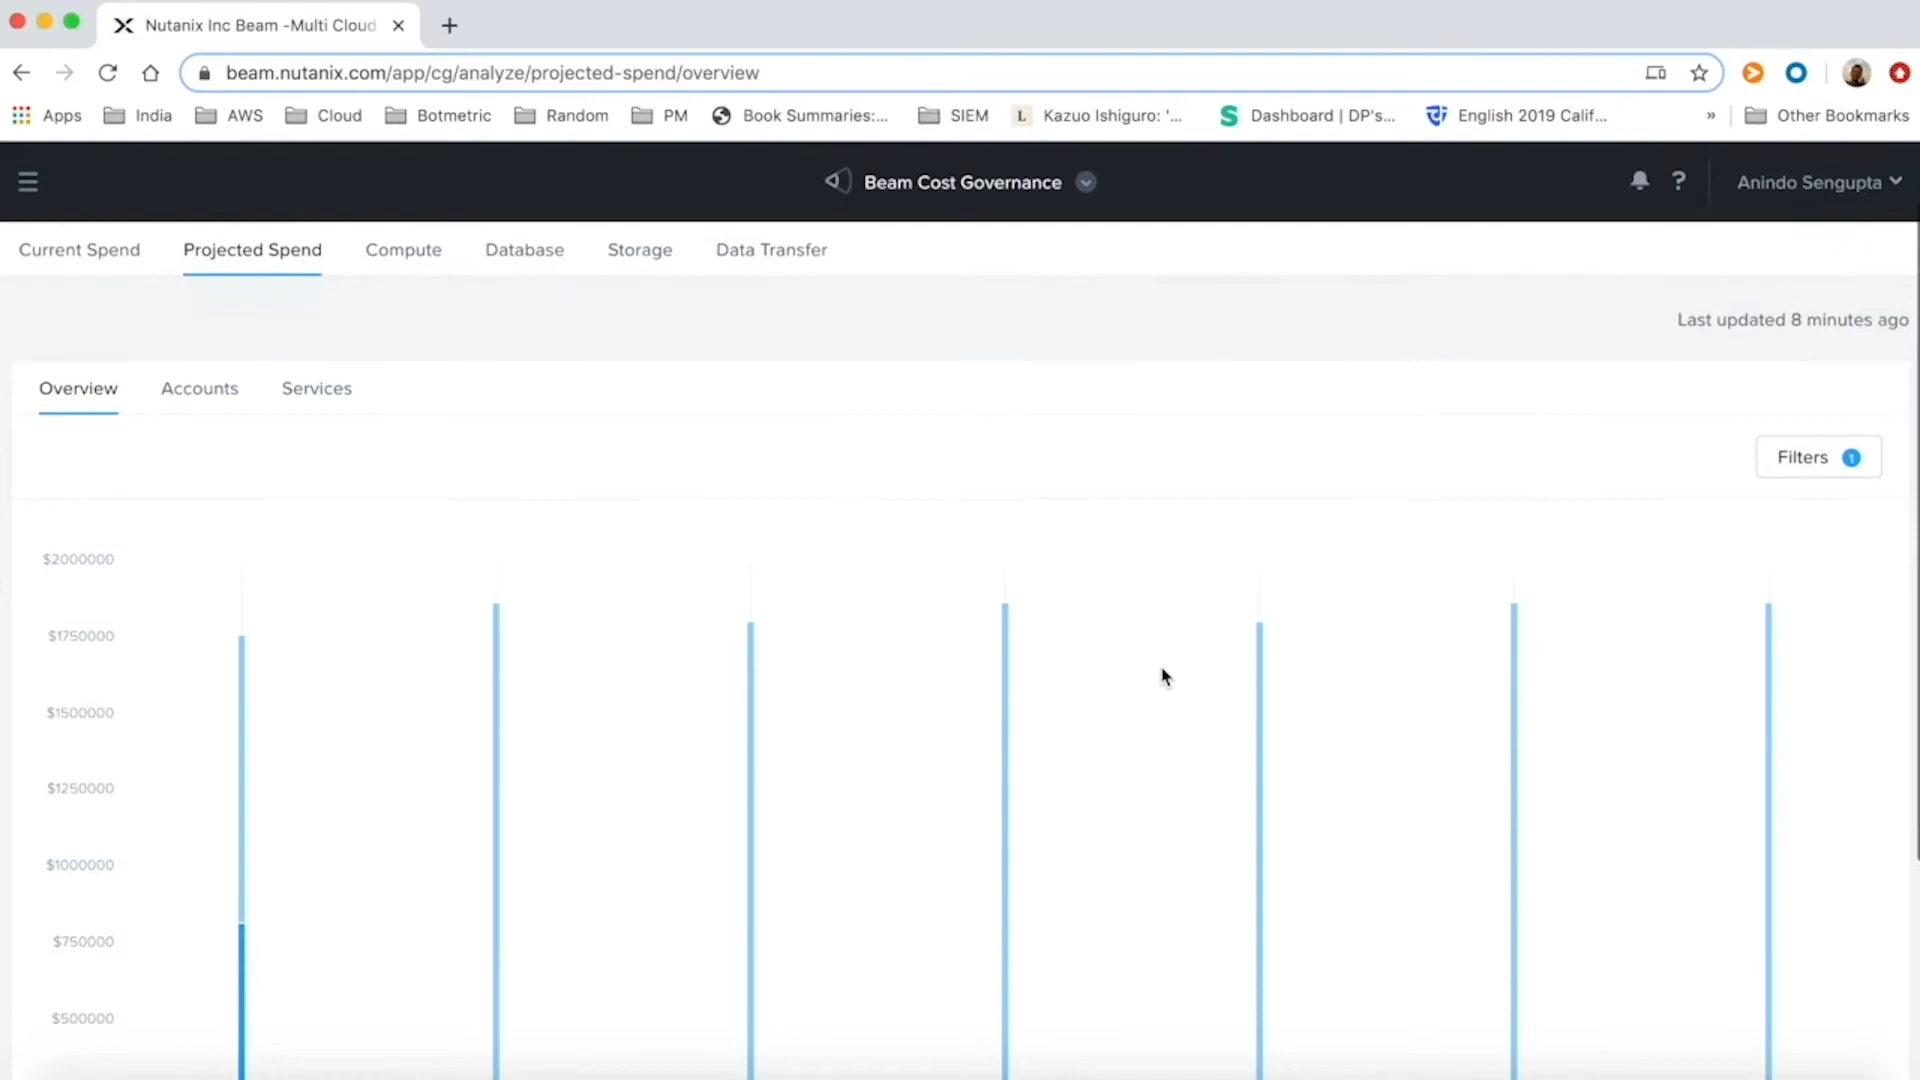 Nutanix Inc Beam -Multi Cloud
beam.nutanix.com/app/cg/analyze/projected-spend/overview
Apps India AWS Cloud Botmetric Random PM Book Summaries:... SIEM L Kazuo Ishiguro: '... S Dashboard | DP's... English 2019 Calif... » Other Bookmarks
Beam Cost Governance ? Anindo Sengupta
Current Spend Projected Spend Compute Database Storage Data Transfer
Last updated 8 minutes ago
Overview Accounts Services
Filters 1
$2000000
$1750000
$1500000
$1250000
$1000000
$750000
$500000